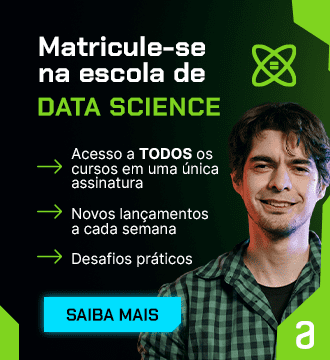 Matricule-se
na escola de
DATA SCIENCE
Acesso a TODOS os
cursos em uma única
assinatura
Novos lançamentos
a cada semana
Desafios práticos
SAIBA MAIS
a